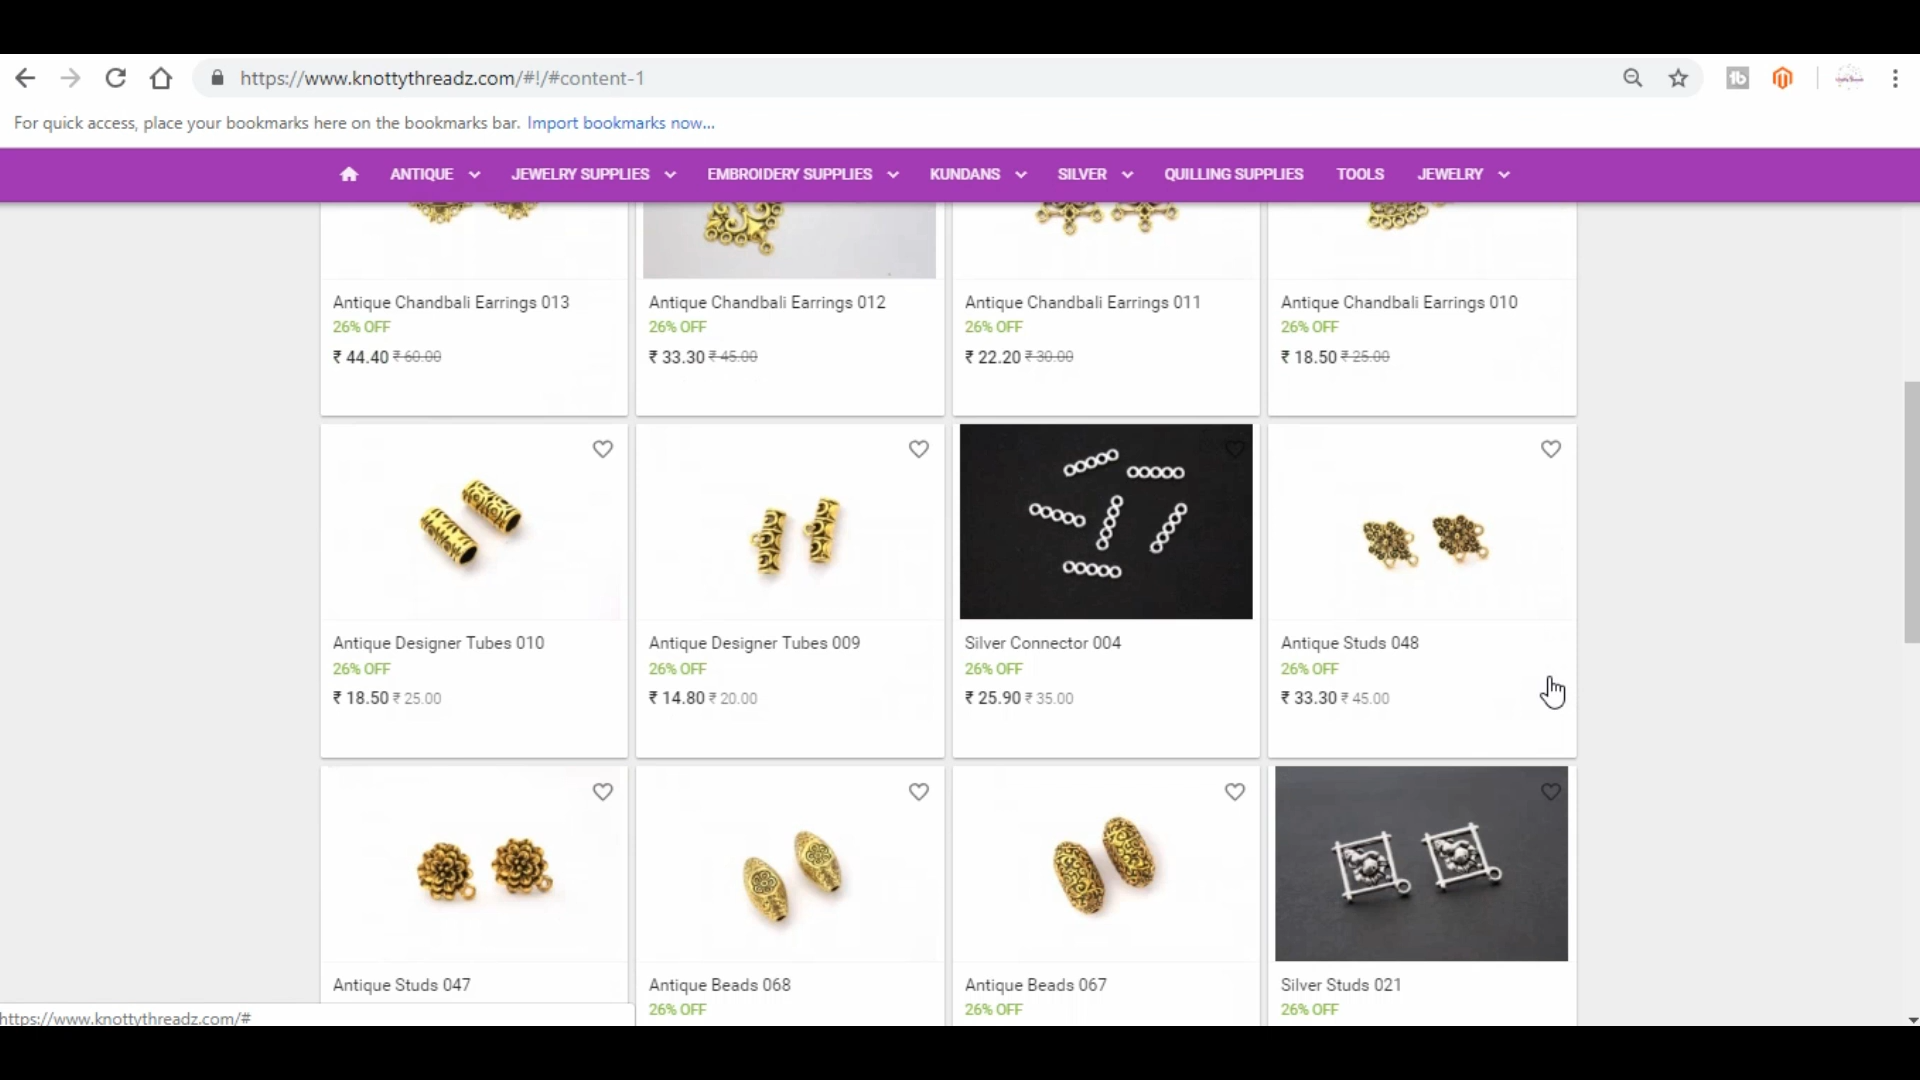 https://www.knottythreadz.com/#!/#content-1
For quick access, place your bookmarks here on the bookmarks bar. Import bookmarks now...
ANTIQUE JEWELRY SUPPLIES EMBROIDERY SUPPLIES KUNDANS SILVER QUILLING SUPPLIES TOOLS JEWELRY
Antique Chandbali Earrings 013 Antique Chandbali Earrings 012 Antique Chandbali Earrings 011 Antique Chandbali Earrings 010
26% OFF 26% OFF 26% OFF 26% OFF
₹ 44.40 ₹ 60.00 ₹ 33.30 ₹ 45.00 ₹ 22.20 ₹ 30.00 ₹ 18.50 ₹ 25.00
Antique Designer Tubes 010 Antique Designer Tubes 009 Silver Connector 004 Antique Studs 048
26% OFF 26% OFF 26% OFF 26% OFF
₹ 18.50 ₹ 25.00 ₹ 14.80 ₹ 20.00 ₹ 25.90 ₹ 35.00 ₹ 33.30 ₹ 45.00
Antique Studs 047 Antique Beads 068 Antique Beads 067 Silver Studs 021
26% OFF 26% OFF 26% OFF
https://www.knottythreadz.com/#